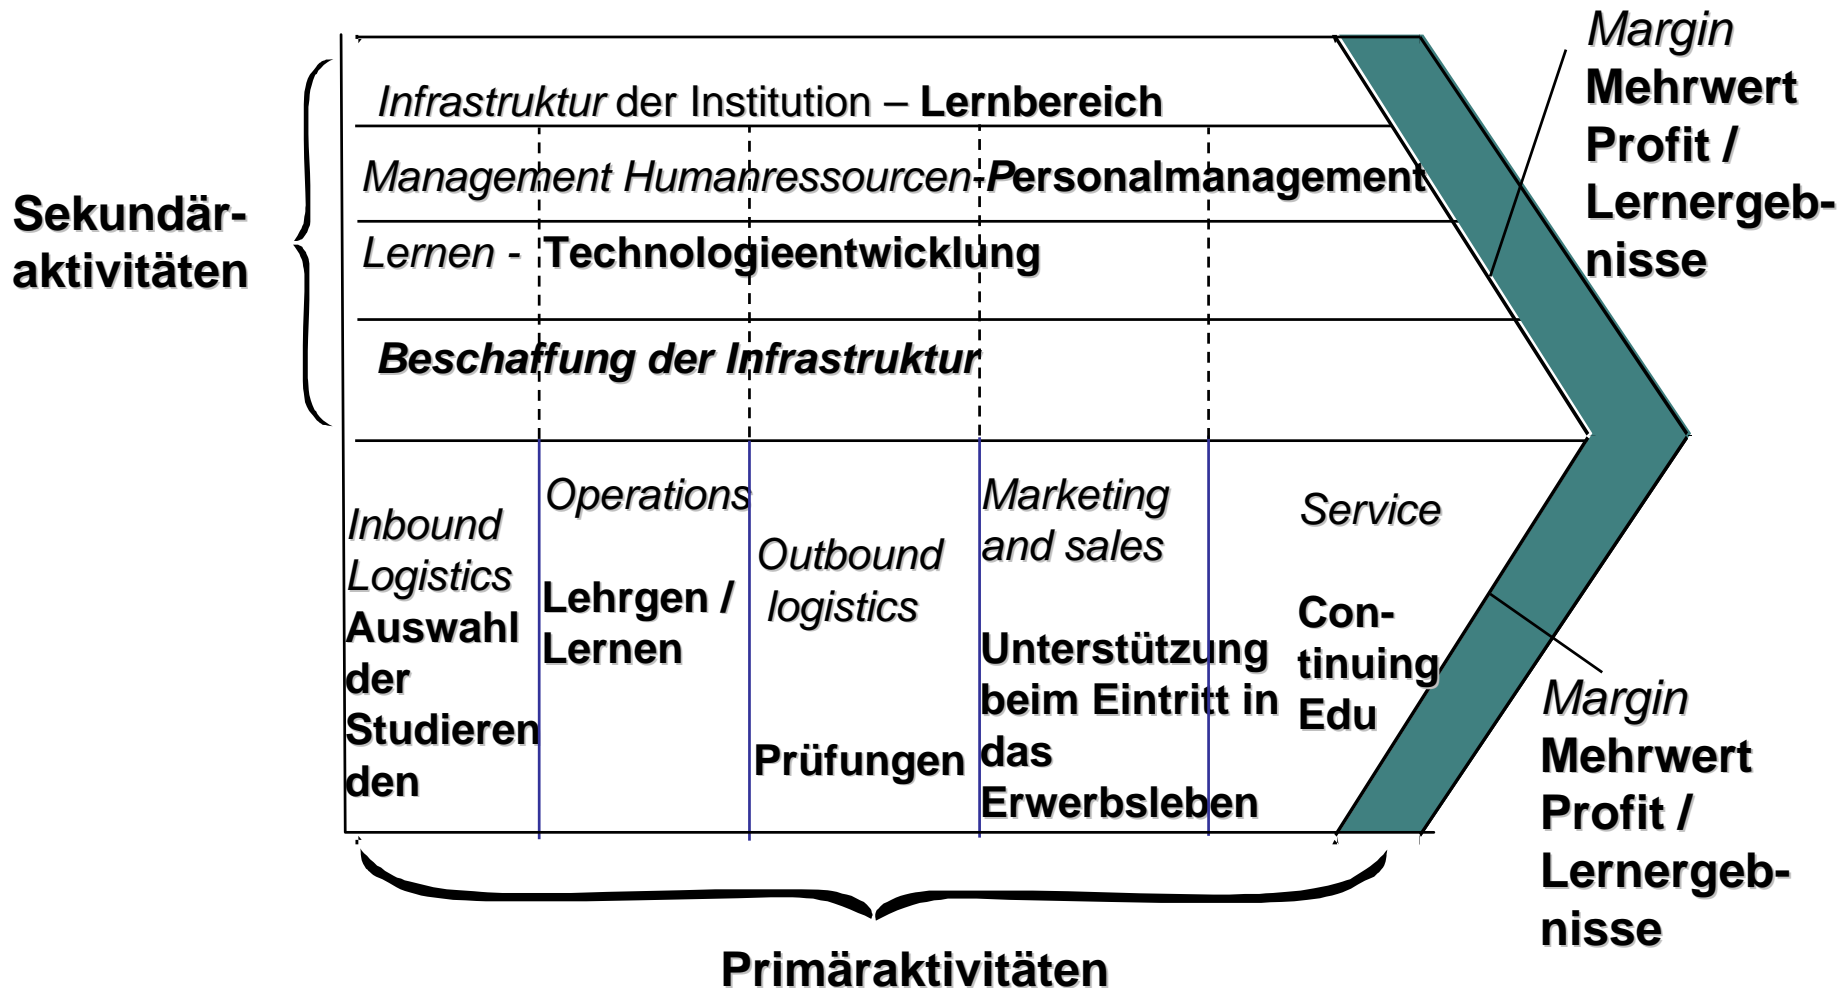 Sekundär-
aktivitäten
Infrastruktur der Institution – Lernbereich
Management Humanressourcen-Personalmanagement
Lernen - Technologieentwicklung
Beschaffung der Infrastruktur
Margin
Mehrwert
Profit /
Lernergeb-
nisse
Inbound
Logistics
Auswahl
der
Studieren
den
Operations
Lehrgen /
Lernen
Outbound
logistics
Prüfungen
Marketing
and sales
Unterstützung
beim Eintritt in
das
Erwerbsleben
Service
Con-
tinuing
Edu
Margin
Mehrwert
Profit /
Lernergeb-
nisse
Primäraktivitäten